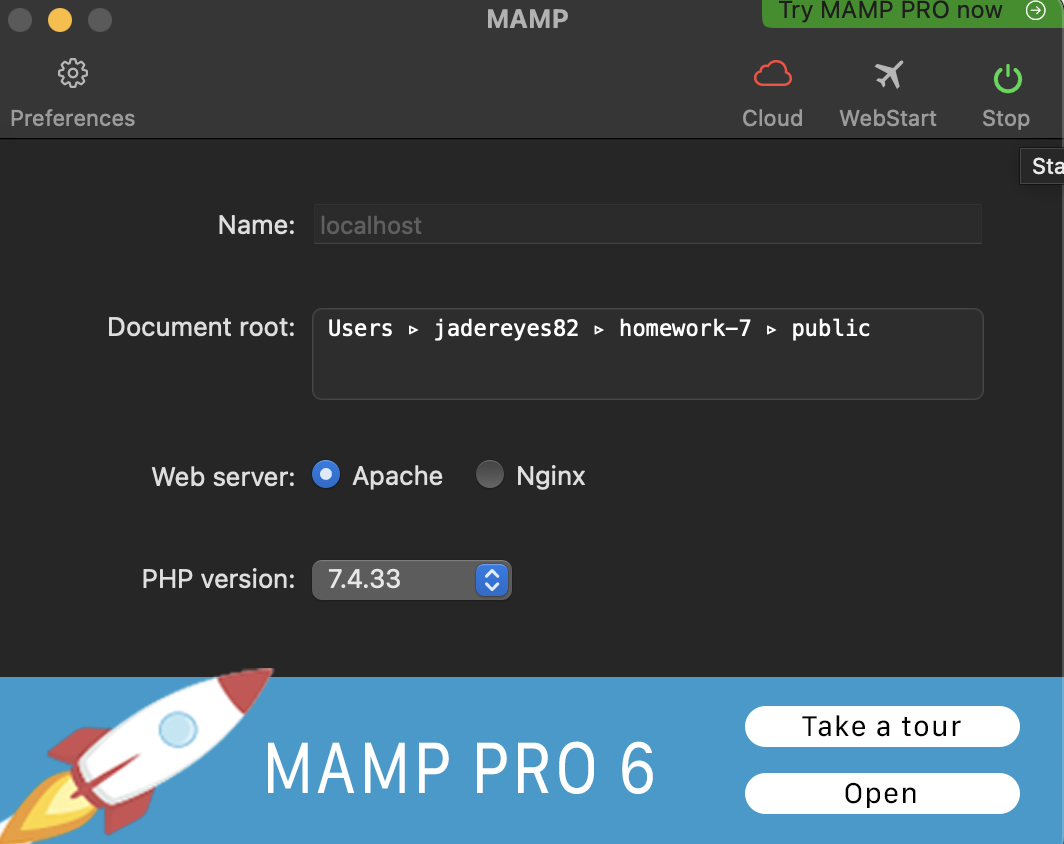 MAMP
Try MAMP PRO now
Preferences
Cloud
WebStart
Stop
Sta
Name:
localhost
Document root:
Users ▹ jadereyes82 ▹ homework-7 ▹ public
Web server:
Apache
Nginx
PHP version:
7.4.33
MAMP PRO 6
Take a tour
Open